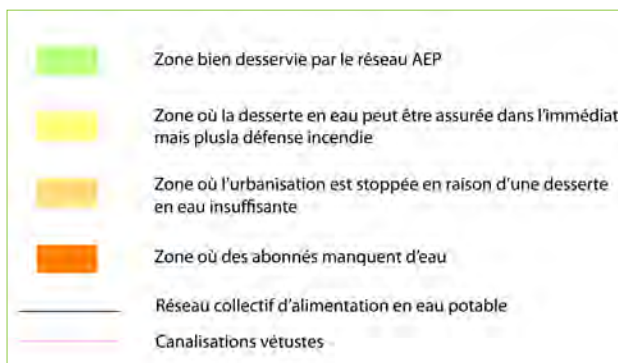 Zone bien desservie par le réseau AEP
Zone où la desserte en eau peut être assurée dans l'immédiat
mais plusla défense incendie
Zone où l'urbanisation est stoppée en raison d'une desserte
en eau insuffisante
Zone où des abonnés manquent d'eau
Réseau collectif d'alimentation en eau potable
Canalisations vétustes